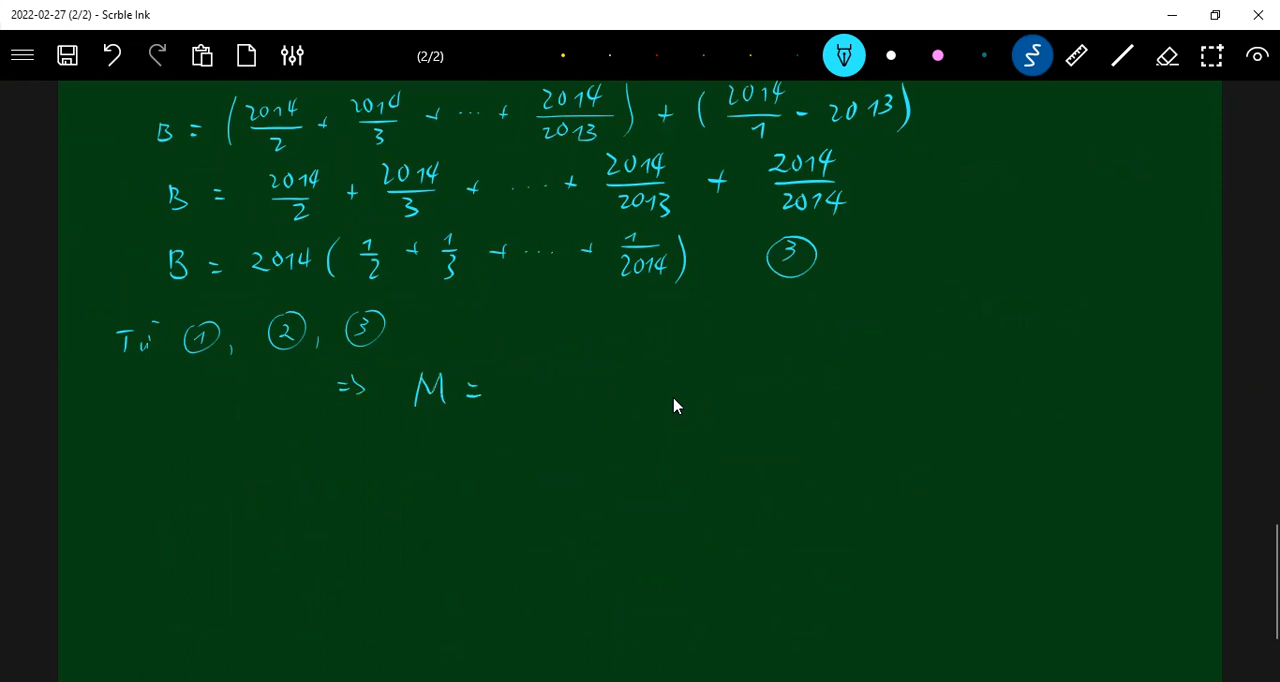 2022-02-27 (2/2) - Scrble Ink
(2/2)
B = (2014/2 + 2014/3 + ... + 2014/2013) + (2014/1 - 2013)
B = 2014/2 + 2014/3 + ... + 2014/2013 + 2014/2014
B = 2014 (1/2 + 1/3 + ... + 1/2014) ③
Từ ①, ②, ③
=> M =